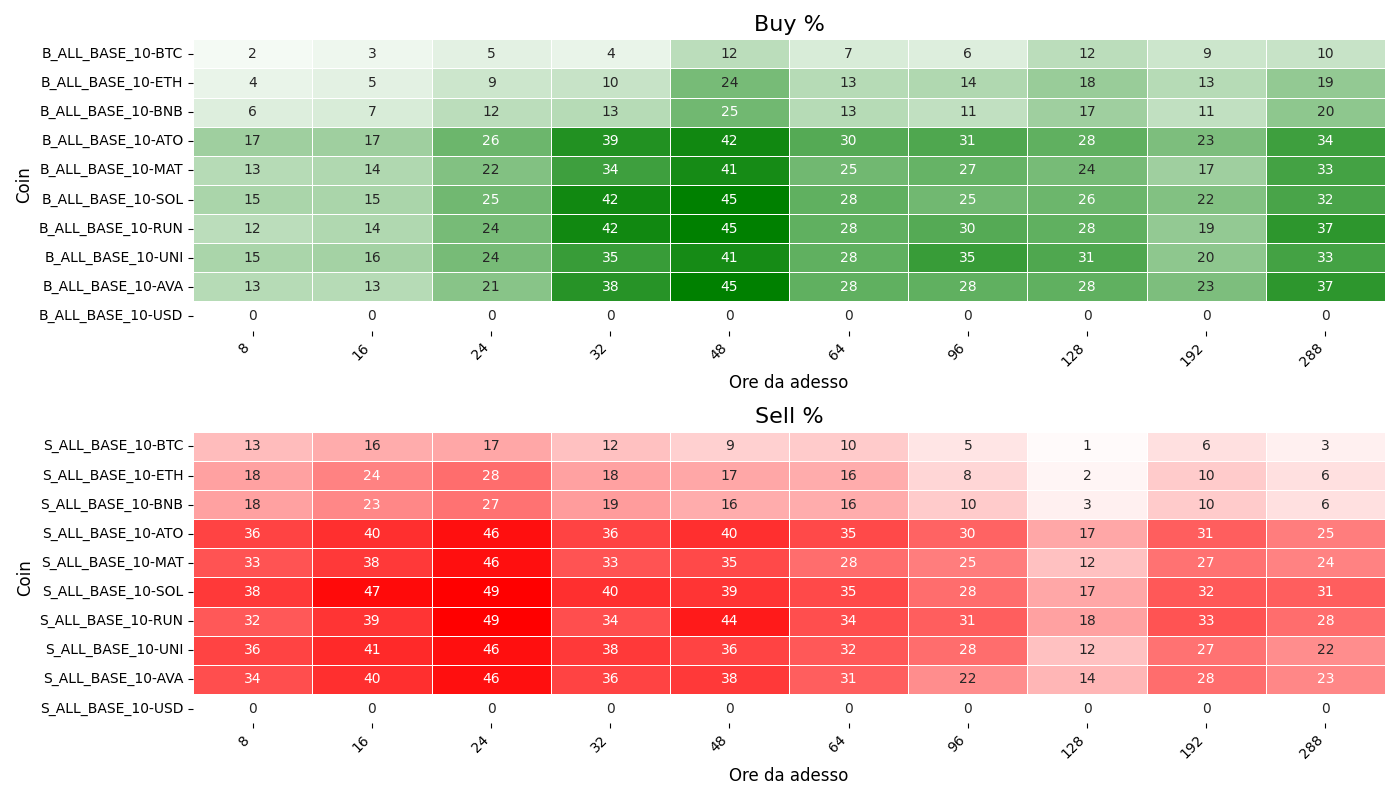 Buy %
B_ALL_BASE_10-BTC 2 3 5 4 12 7 6 12 9 10
B_ALL_BASE_10-ETH 4 5 9 10 24 13 14 18 13 19
B_ALL_BASE_10-BNB 6 7 12 13 25 13 11 17 11 20
B_ALL_BASE_10-ATO 17 17 26 39 42 30 31 28 23 34
B_ALL_BASE_10-MAT 13 14 22 34 41 25 27 24 17 33
Coin
B_ALL_BASE_10-SOL 15 15 25 42 45 28 25 26 22 32
B_ALL_BASE_10-RUN 12 14 24 42 45 28 30 28 19 37
B_ALL_BASE_10-UNI 15 16 24 35 41 28 35 31 20 33
B_ALL_BASE_10-AVA 13 13 21 38 45 28 28 28 23 37
B_ALL_BASE_10-USD 0 0 0 0 0 0 0 0 0 0
8 16 24 32 48 64 96 128 192 288
Ore da adesso
Sell %
S_ALL_BASE_10-BTC 13 16 17 12 9 10 5 1 6 3
S_ALL_BASE_10-ETH 18 24 28 18 17 16 8 2 10 6
S_ALL_BASE_10-BNB 18 23 27 19 16 16 10 3 10 6
S_ALL_BASE_10-ATO 36 40 46 36 40 35 30 17 31 25
S_ALL_BASE_10-MAT 33 38 46 33 35 28 25 12 27 24
Coin
S_ALL_BASE_10-SOL 38 47 49 40 39 35 28 17 32 31
S_ALL_BASE_10-RUN 32 39 49 34 44 34 31 18 33 28
S_ALL_BASE_10-UNI 36 41 46 38 36 32 28 12 27 22
S_ALL_BASE_10-AVA 34 40 46 36 38 31 22 14 28 23
S_ALL_BASE_10-USD 0 0 0 0 0 0 0 0 0 0
8 16 24 32 48 64 96 128 192 288
Ore da adesso